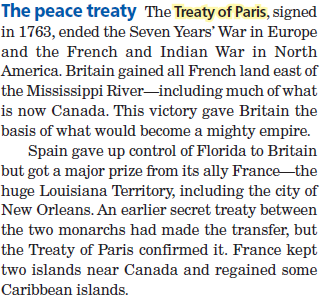 The peace treaty The Treaty of Paris, signed
in 1763, ended the Seven Years' War in Europe
and the French and Indian War in North
America. Britain gained all French land east of
the Mississippi River—including much of what
is now Canada. This victory gave Britain the
basis of what would become a mighty empire.
Spain gave up control of Florida to Britain
but got a major prize from its ally France—the
huge Louisiana Territory, including the city of
New Orleans. An earlier secret treaty between
the two monarchs had made the transfer, but
the Treaty of Paris confirmed it. France kept
two islands near Canada and regained some
Caribbean islands.